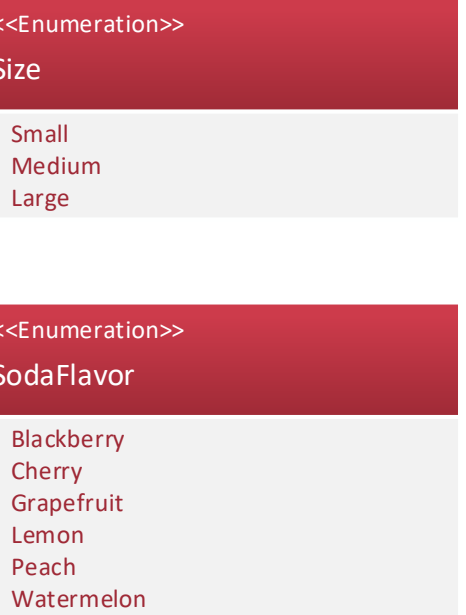 <<Enumeration>>
Size
Small
Medium
Large
<<Enumeration>>
SodaFlavor
Blackberry
Cherry
Grapefruit
Lemon
Peach
Watermelon